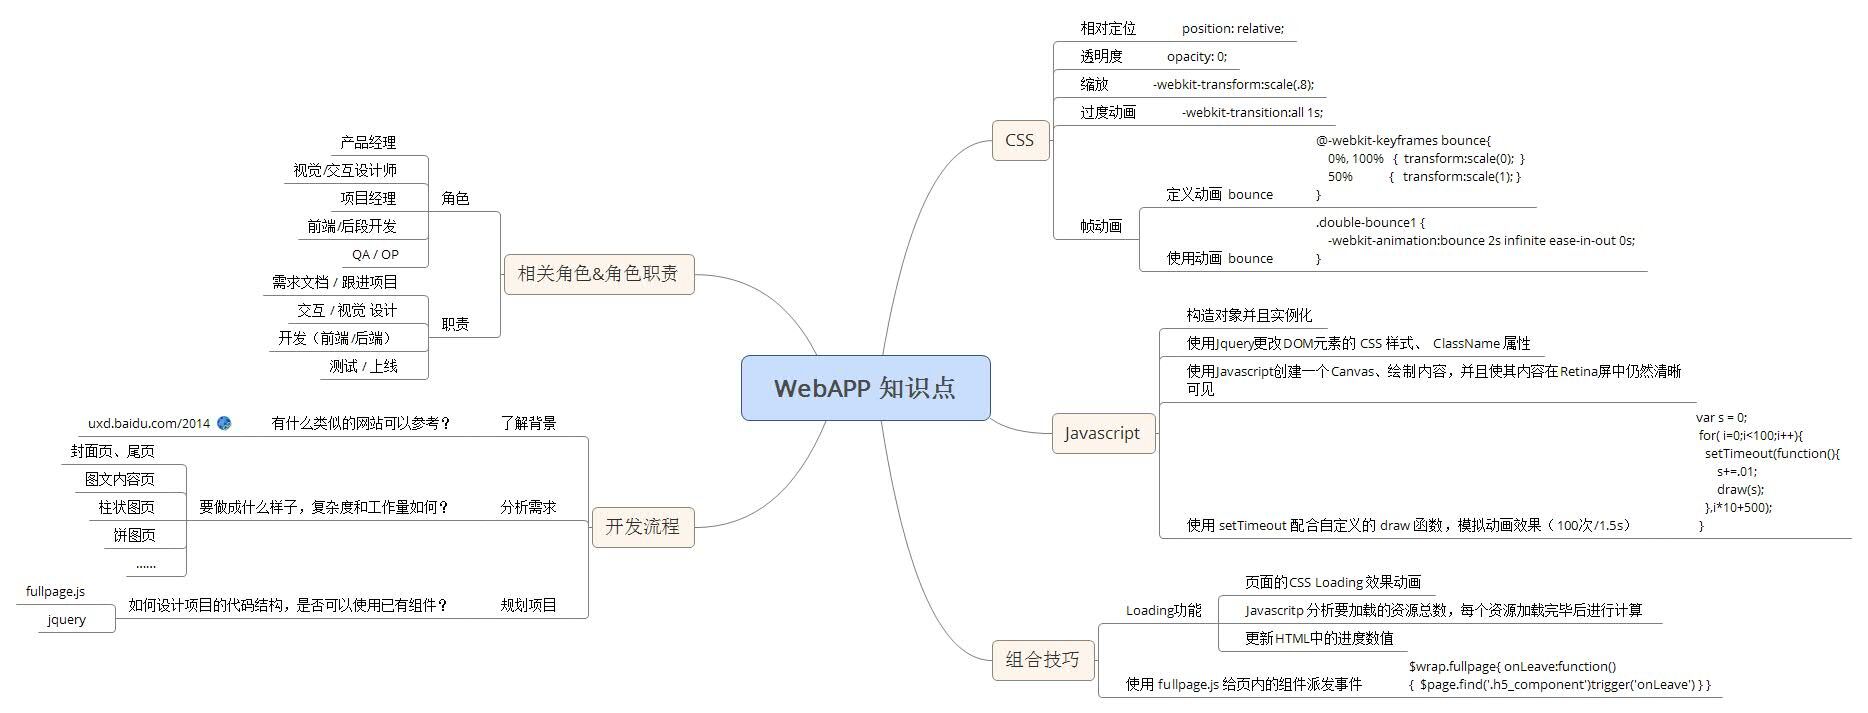 WebAPP 知识点
相关角色&角色职责
角色
产品经理
视觉/交互设计师
项目经理
前端/后段开发
QA / OP
职责
需求文档 / 跟进项目
交互 / 视觉 设计
开发（前端/后端）
测试 / 上线
开发流程
了解背景
有什么类似的网站可以参考？
uxd.baidu.com/2014
分析需求
要做成什么样子，复杂度和工作量如何？
封面页、尾页
图文内容页
柱状图页
饼图页
......
规划项目
如何设计项目的代码结构，是否可以使用已有组件？
fullpage.js
jquery
CSS
相对定位 position: relative;
透明度 opacity: 0;
缩放 -webkit-transform:scale(.8);
过度动画 -webkit-transition:all 1s;
帧动画
定义动画 bounce
@-webkit-keyframes bounce{
0%, 100% { transform:scale(0); }
50% { transform:scale(1); }
}
使用动画 bounce
.double-bounce1 {
-webkit-animation:bounce 2s infinite ease-in-out 0s;
}
Javascript
构造对象并且实例化
使用Jquery更改DOM元素的 CSS 样式、 ClassName 属性
使用Javascript创建一个Canvas、绘制内容，并且使其内容在Retina屏中仍然清晰
可见
使用 setTimeout 配合自定义的 draw 函数，模拟动画效果（ 100次/1.5s）
var s = 0;
for( i=0;i<100;i++){
setTimeout(function(){
s+=.01;
draw(s);
},i*10+500);
}
组合技巧
Loading功能
页面的CSS Loading 效果动画
Javascritp 分析要加载的资源总数，每个资源加载完毕后进行计算
更新HTML中的进度数值
使用 fullpage.js 给页内的组件派发事件
$wrap.fullpage{ onLeave:function()
{ $page.find('.h5_component')trigger('onLeave') } }